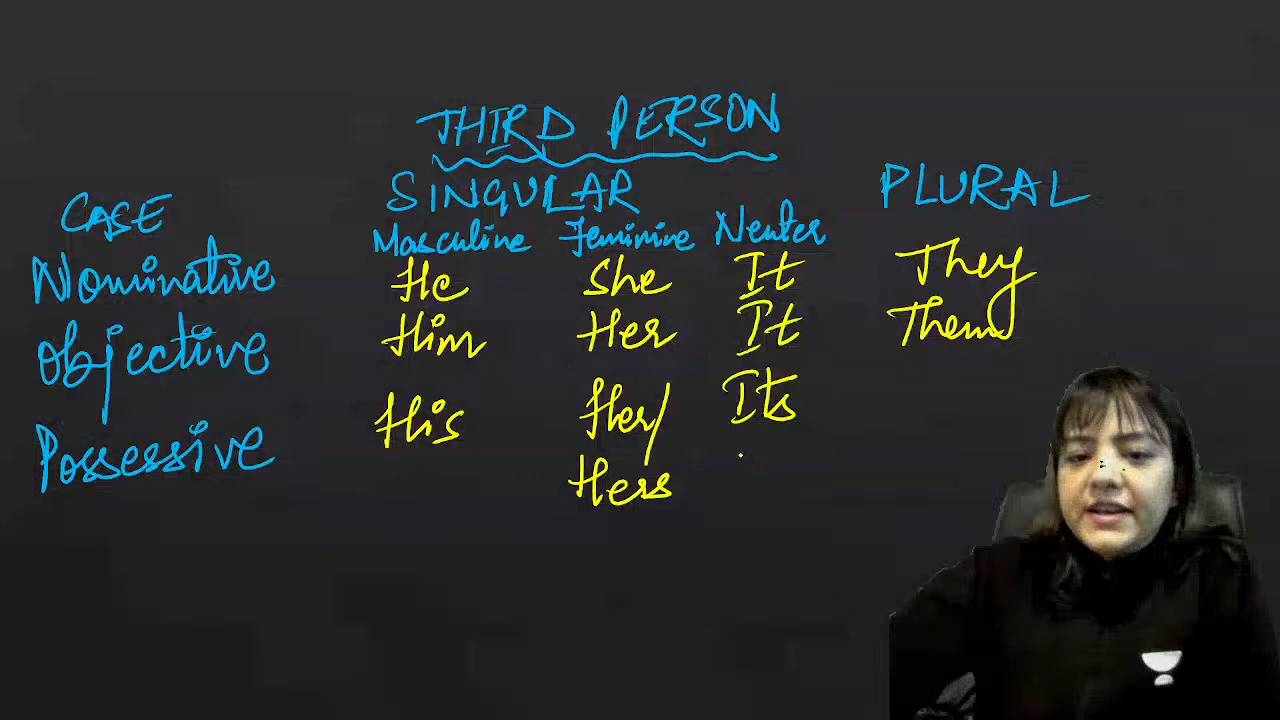 THIRD PERSON
CASE SINGULAR PLURAL
Masculine Feminine Neuter
Nominative He She It They
Objective Him Her It Them
Possessive His Her/ Its
Hers